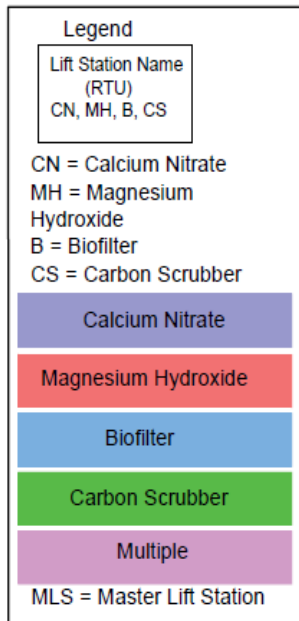 Legend
Lift Station Name
(RTU)
CN, MH, B, CS
CN = Calcium Nitrate
MH = Magnesium
Hydroxide
B = Biofilter
CS = Carbon Scrubber
Calcium Nitrate
Magnesium Hydroxide
Biofilter
Carbon Scrubber
Multiple
MLS = Master Lift Station